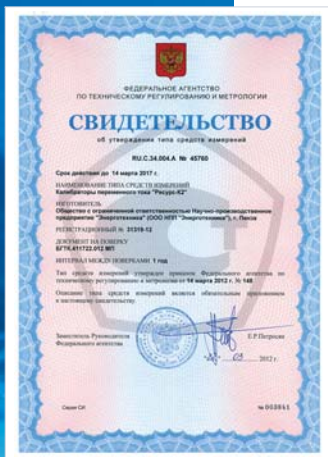 ФЕДЕРАЛЬНОЕ АГЕНТСТВО
ПО ТЕХНИЧЕСКОМУ РЕГУЛИРОВАНИЮ И МЕТРОЛОГИИ
СВИДЕТЕЛЬСТВО
об утверждении типа средств измерений
RU.C.34.004.A № 45760
Срок действия до 14 марта 2017 г.
НАИМЕНОВАНИЕ ТИПА СРЕДСТВ ИЗМЕРЕНИЙ
Калибраторы переменного тока "Ресурс-К2"
ИЗГОТОВИТЕЛЬ
Общество с ограниченной ответственностью Научно-производственное
предприятие "Энерготехника" (ООО НПП "Энерготехника"), г. Пенза
РЕГИСТРАЦИОННЫЙ № 31319-12
ДОКУМЕНТ НА ПОВЕРКУ
БГТК.411722.012 МП
ИНТЕРВАЛ МЕЖДУ ПОВЕРКАМИ 1 год
Тип средств измерений утвержден приказом Федерального агентства по
техническому регулированию и метрологии от 14 марта 2012 г. № 148
Описание типа средств измерений является обязательным приложением
к настоящему свидетельству.
Заместитель Руководителя
Федерального агентства
Е.Р.Петросян
03 2012 г.
Серия СИ
№ 003841